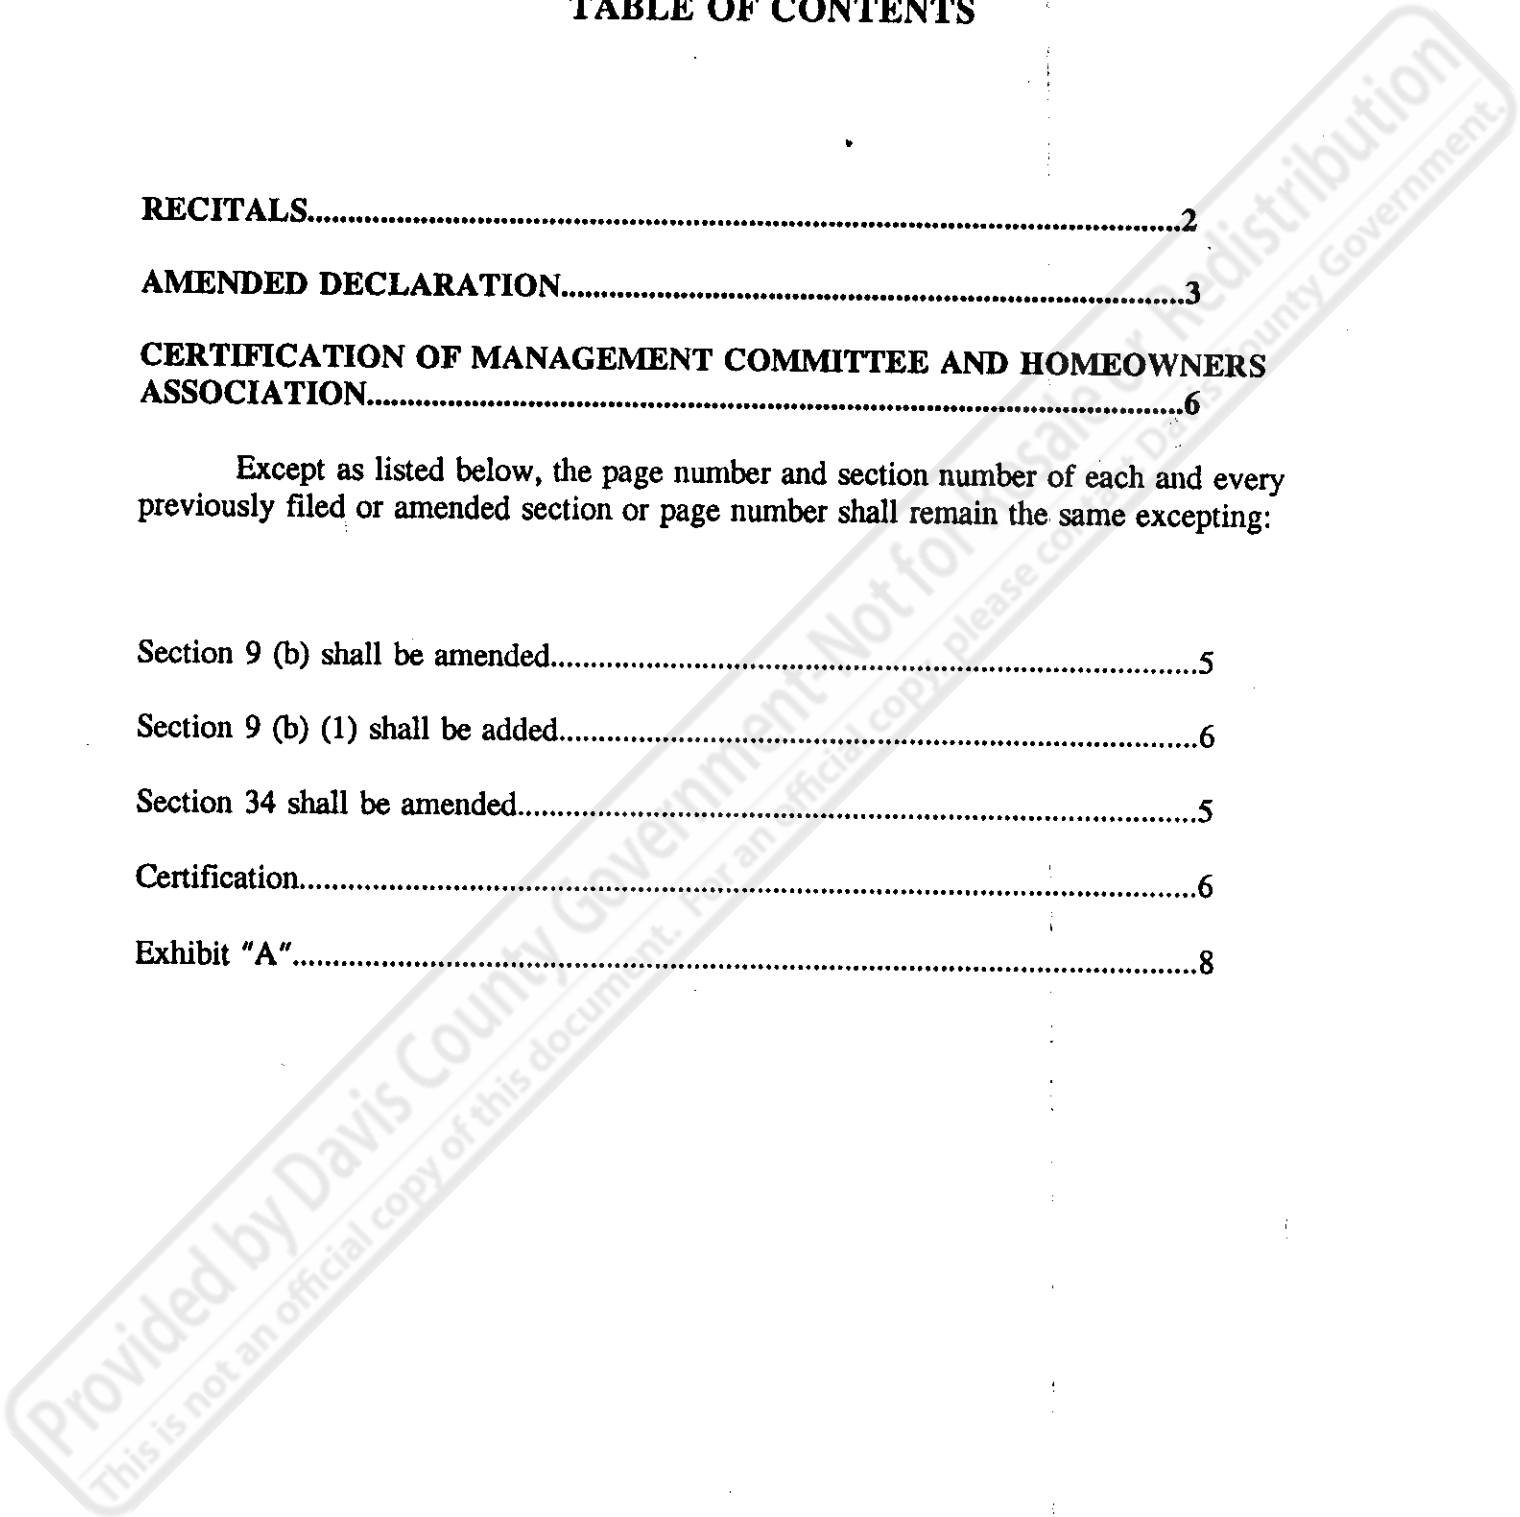 TABLE OF CONTENTS
RECITALS..........................................................................................................2
AMENDED DECLARATION............................................................................3
CERTIFICATION OF MANAGEMENT COMMITTEE AND HOMEOWNERS
ASSOCIATION...................................................................................................6
Except as listed below, the page number and section number of each and every
previously filed or amended section or page number shall remain the same excepting:
Section 9 (b) shall be amended................................................................................5
Section 9 (b) (1) shall be added...............................................................................6
Section 34 shall be amended....................................................................................5
Certification...............................................................................................................6
Exhibit "A"................................................................................................................8
Provided by Davis County Government-Not for Resale or Redistribution
This is not an official copy of this document. For an official copy, please contact Davis County Government.